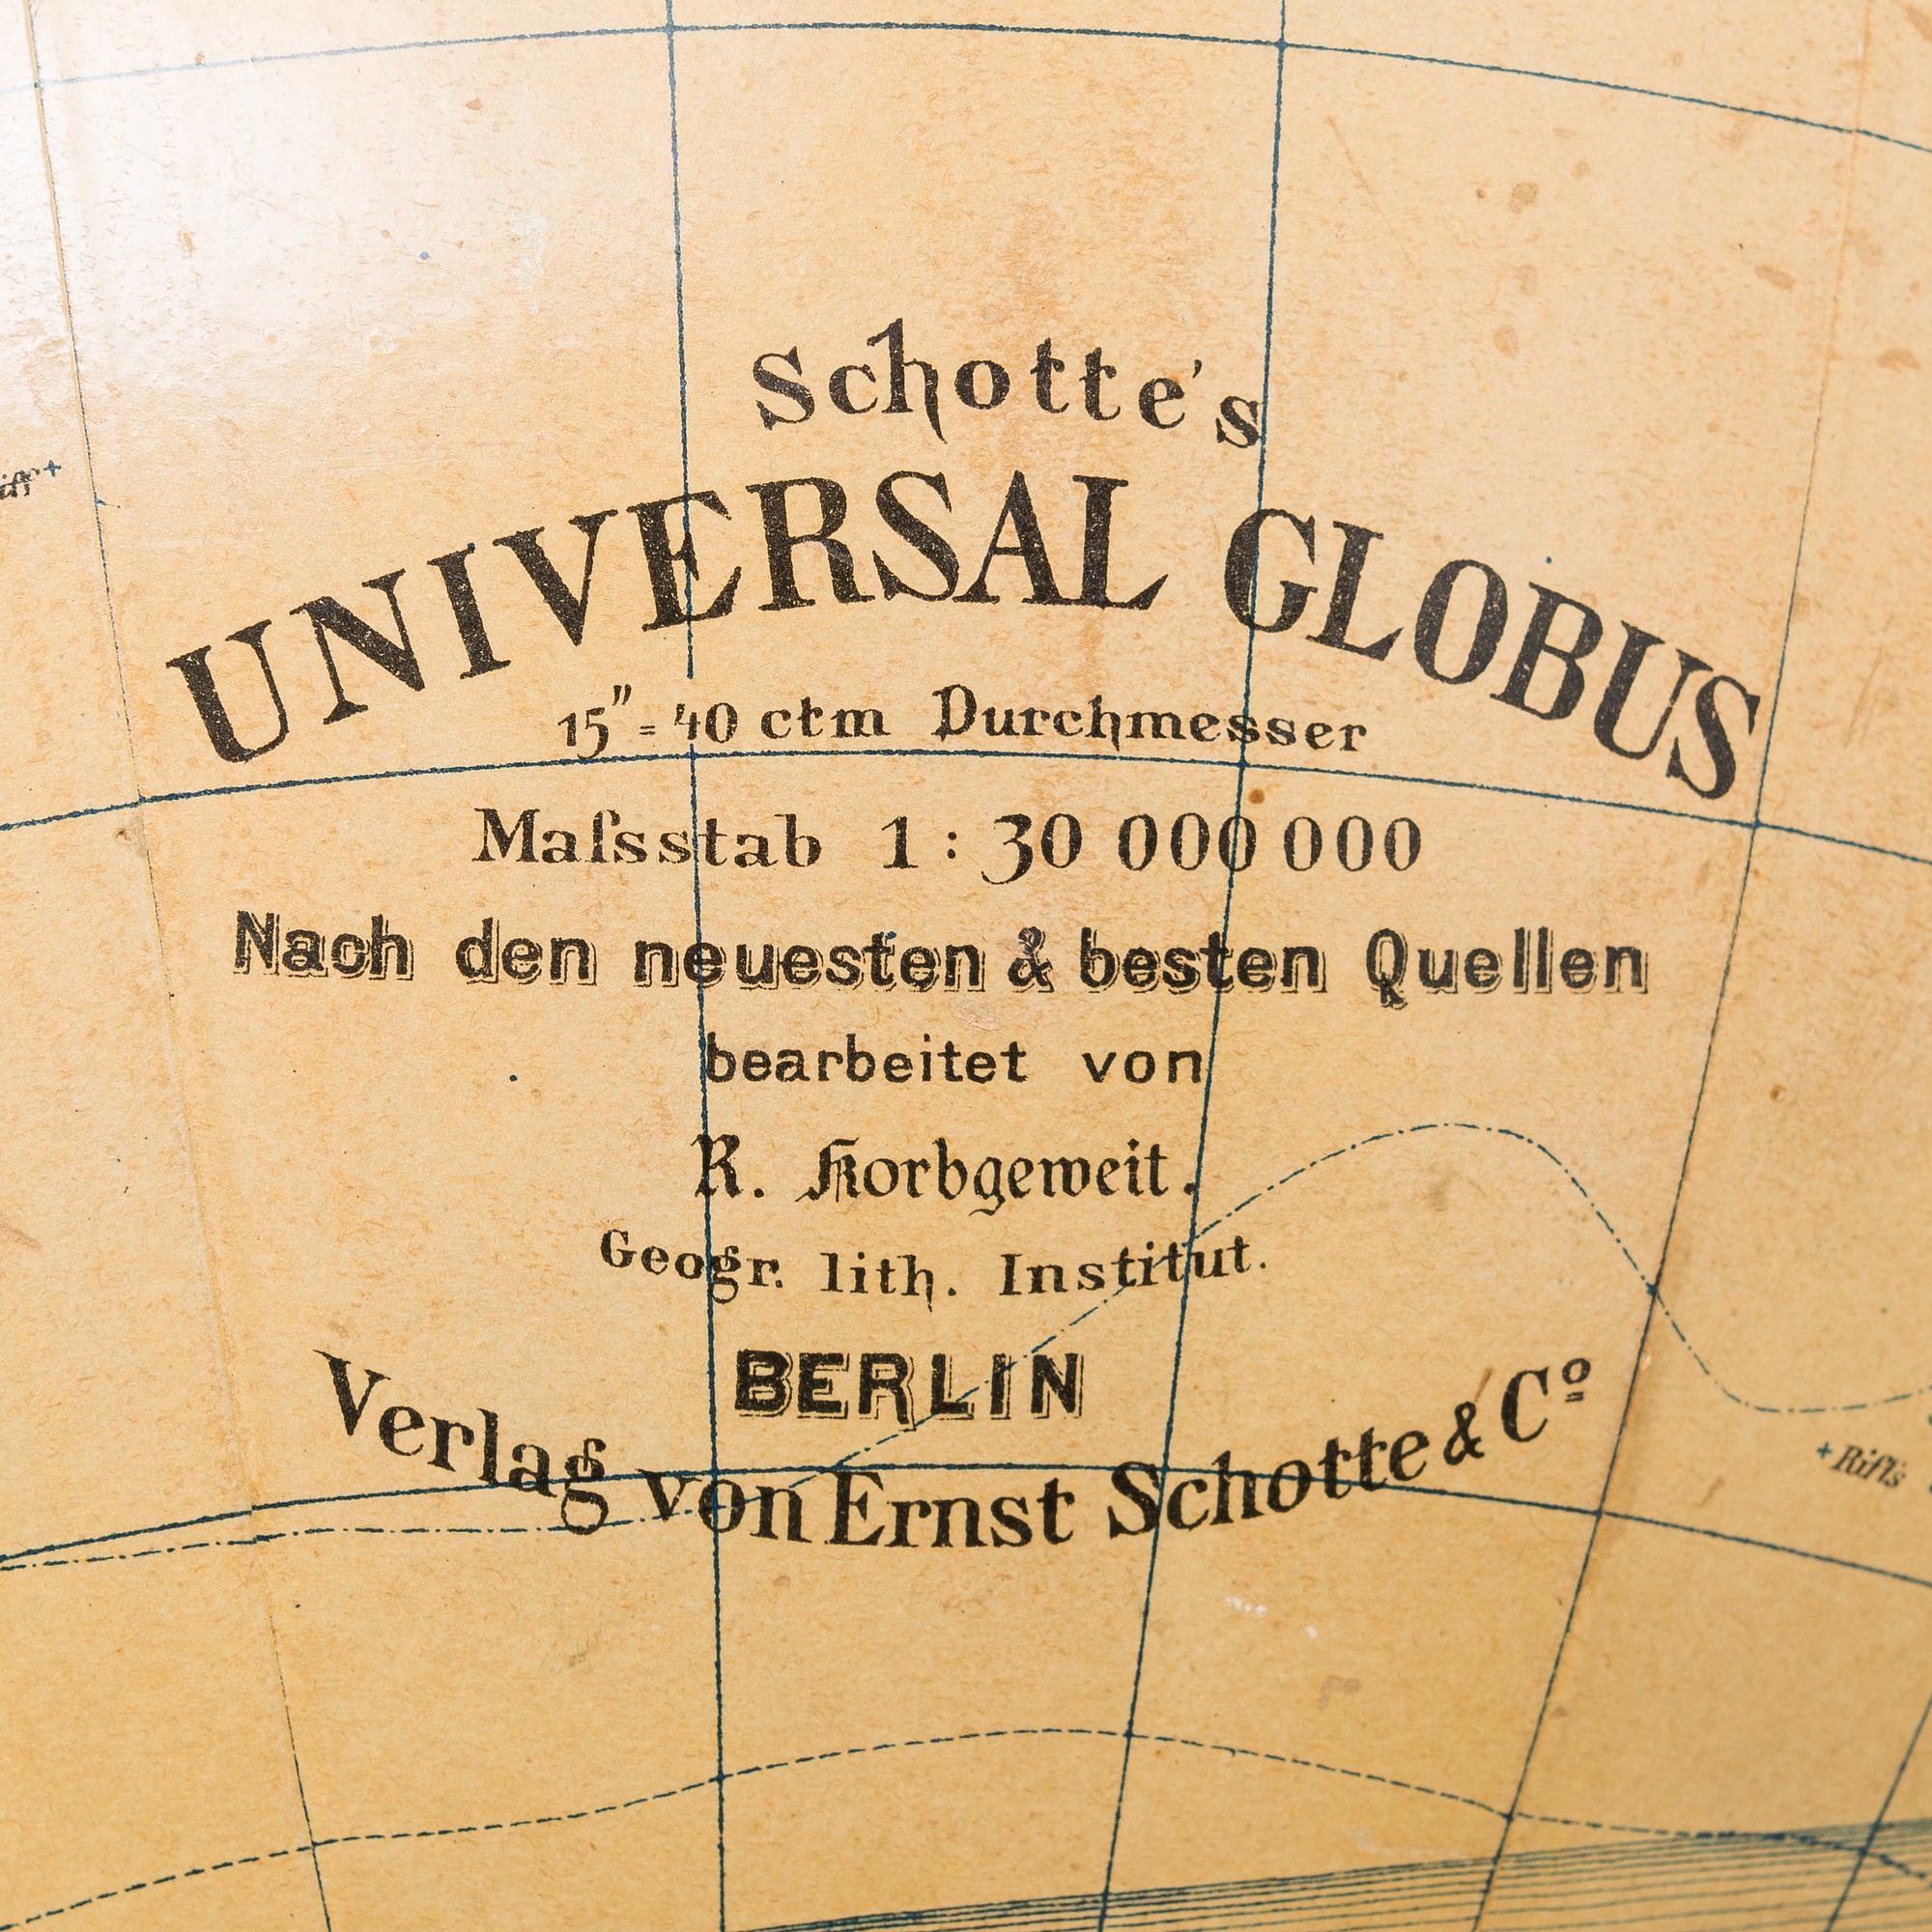 Schotte's
UNIVERSAL GLOBUS
15" = 40 ctm Durchmesser
Maſsstab 1 : 30 000 000
Nach den neuesten & besten Quellen
bearbeitet von
R. Korbgeweit.
Geogr. lith. Institut.
BERLIN
Verlag von Ernst Schotte & Cº